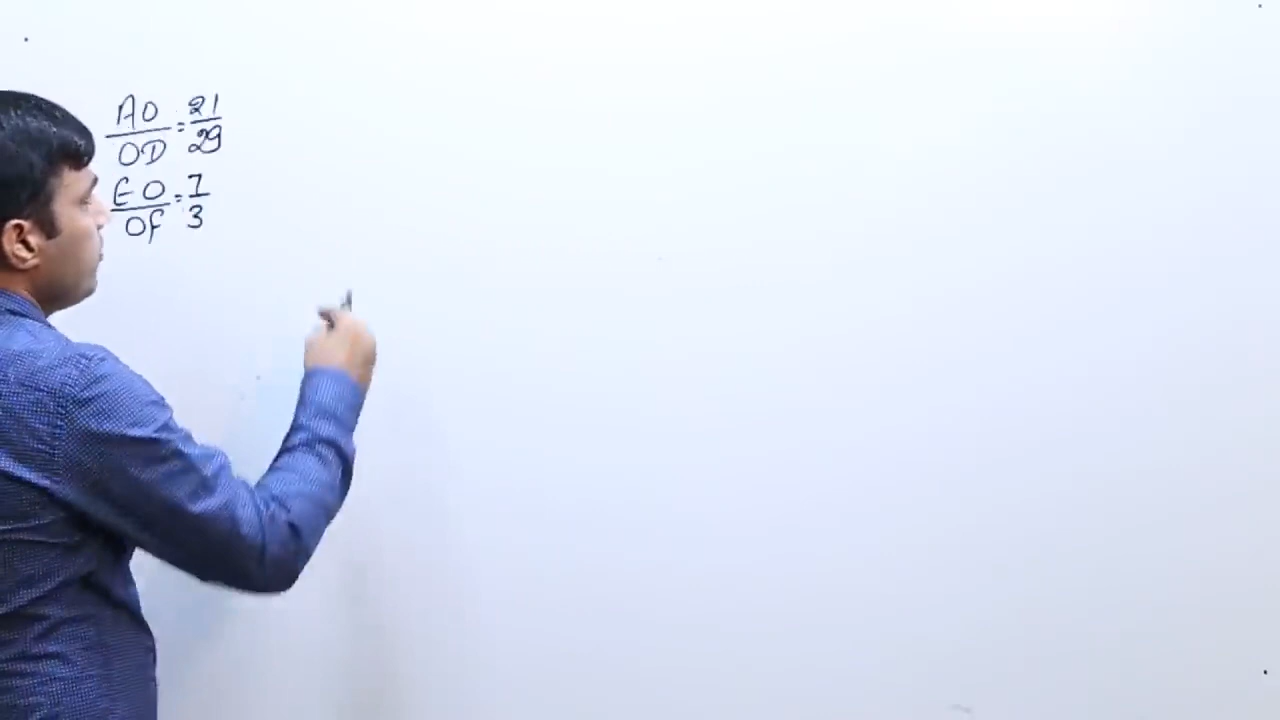 AO/OD = 21/29
EO/OF = 7/3